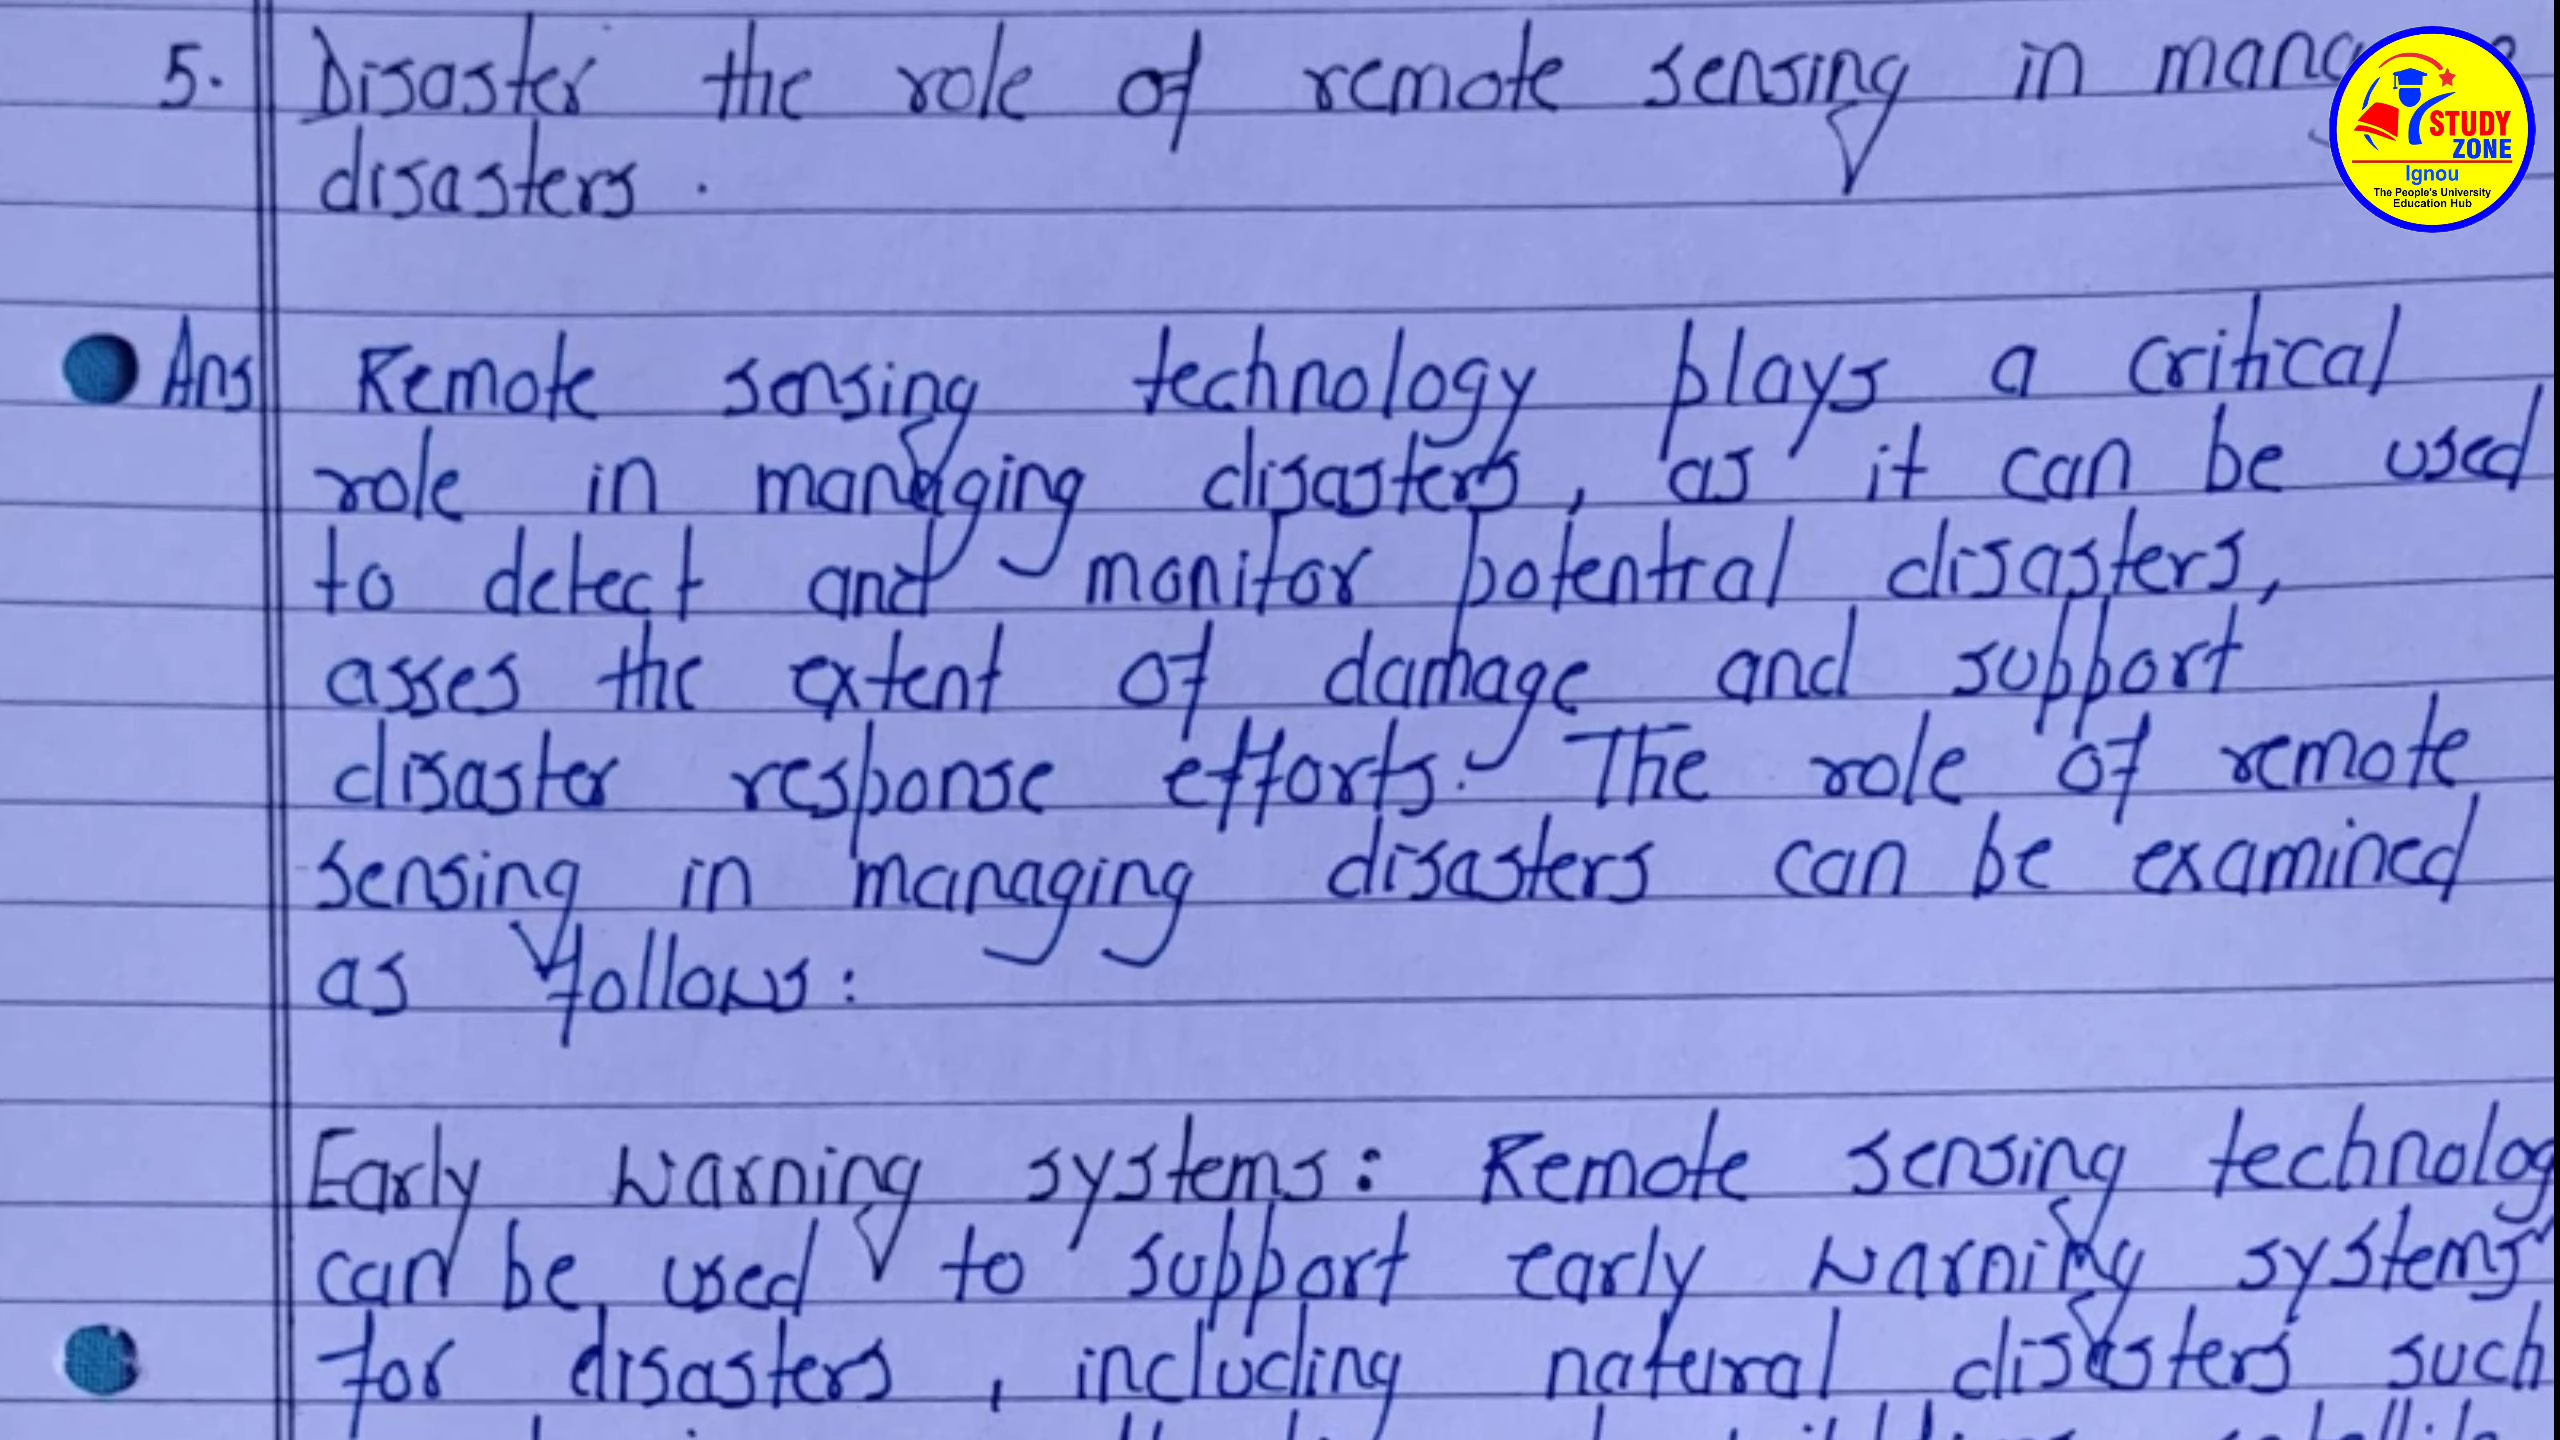 5. Disaster the role of remote sensing in
disasters.
STUDY
ZONE
Ignou
The People's University
Education Hub
Ans Remote sensing technology plays a critical
role in managing disasters, as it can be used
to detect and monitor potential disasters,
asses the extent of damage and support
disaster response efforts. The role of remote
sensing in managing disasters can be examined
as follows:
Early warning systems: Remote sensing technolog
can be used to support early warning systems
for disasters, including natural disasters such